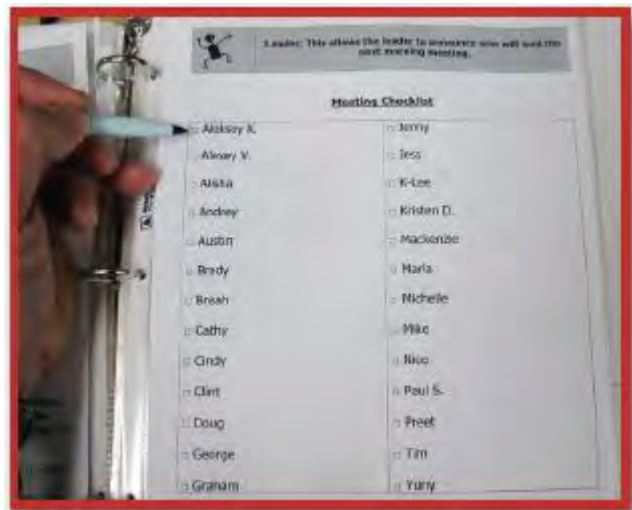 Leader: This allows the leader to announce who will lead the
next morning meeting.
Meeting Checklist
Aleksey K.
Alexey V.
Alisha
Andrey
Austin
Brady
Breah
Cathy
Cindy
Clint
Doug
George
Graham
Jenny
Jess
K-Lee
Kristen D.
Mackenzie
Maria
Michelle
Mike
Nico
Paul S.
Preet
Tim
Yuriy